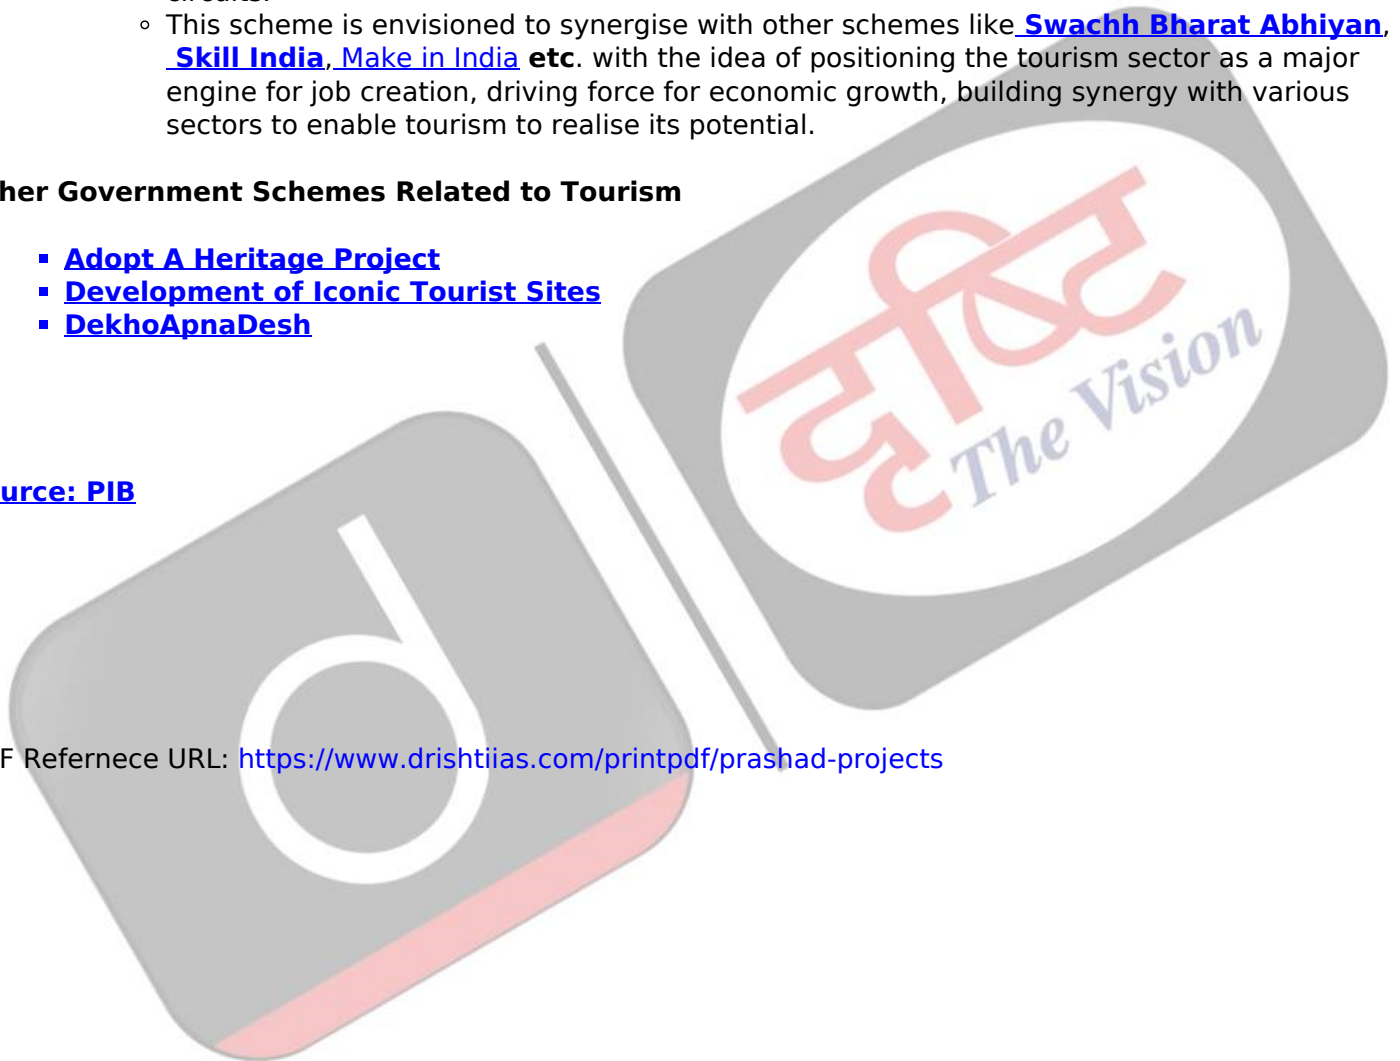 This scheme is envisioned to synergise with other schemes like Swachh Bharat Abhiyan,
Skill India, Make in India etc. with the idea of positioning the tourism sector as a major
engine for job creation, driving force for economic growth, building synergy with various
sectors to enable tourism to realise its potential.
her Government Schemes Related to Tourism
Adopt A Heritage Project
Development of Iconic Tourist Sites
DekhoApnaDesh
दृष्टि
The Vision
urce: PIB
d
F Refernece URL: https://www.drishtiias.com/printpdf/prashad-projects